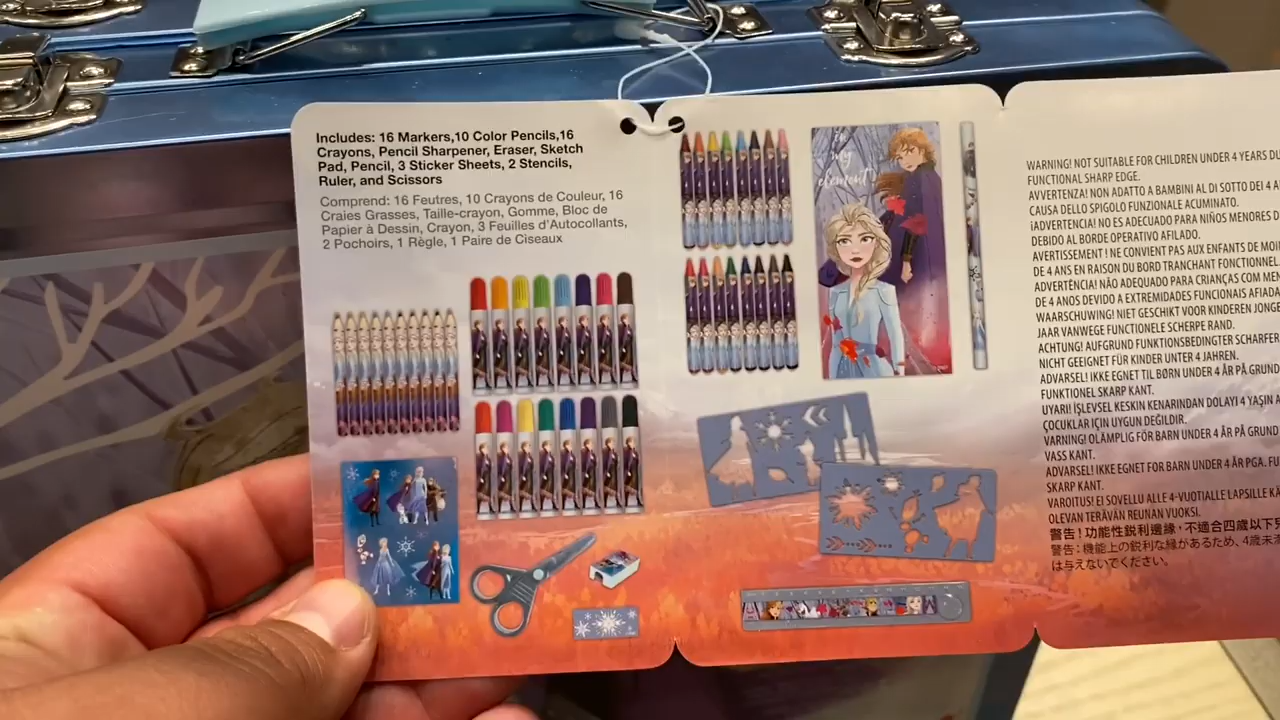 Includes: 16 Markers,10 Color Pencils,16
Crayons, Pencil Sharpener, Eraser, Sketch
Pad, Pencil, 3 Sticker Sheets, 2 Stencils,
Ruler, and Scissors
Comprend: 16 Feutres, 10 Crayons de Couleur, 16
Craies Grasses, Taille-crayon, Gomme, Bloc de
Papier à Dessin, Crayon, 3 Feuilles d'Autocollants,
2 Pochoirs, 1 Règle, 1 Paire de Ciseaux
my
element
WARNING! NOT SUITABLE FOR CHILDREN UNDER 4 YEARS
FUNCTIONAL SHARP EDGE.
AVVERTENZA! NON ADATTO A BAMBINI AL DI SOTTO DEI 4
CAUSA DELLO SPIGOLO FUNZIONALE ACUMINATO.
¡ADVERTENCIA! NO ES ADECUADO PARA NIÑOS MENORES
DEBIDO AL BORDE OPERATIVO AFILADO.
AVERTISSEMENT ! NE CONVIENT PAS AUX ENFANTS DE
DE 4 ANS EN RAISON DU BORD TRANCHANT FONCTIONNEL.
ADVERTÊNCIA! NÃO ADEQUADO PARA CRIANÇAS COM
DE 4 ANOS DEVIDO A EXTREMIDADES FUNCIONAIS
WAARSCHUWING! NIET GESCHIKT VOOR KINDEREN
JAAR VANWEGE FUNCTIONELE SCHERPE RAND.
ACHTUNG! AUFGRUND FUNKTIONSBEDINGTER SCHARFER
NICHT GEEIGNET FÜR KINDER UNTER 4 JAHREN.
ADVARSEL! IKKE EGNET TIL BØRN UNDER 4 ÅR PÅ GRUND
FUNKTIONEL SKARP KANT.
UYARI! İŞLEVSEL KESKİN KENARINDAN DOLAYI 4 YAŞIN
ÇOCUKLAR İÇİN UYGUN DEĞİLDİR.
VARNING! OLÄMPLIG FÖR BARN UNDER 4 ÅR PÅ GRUND
VASS KANT.
ADVARSEL! IKKE EGNET FOR BARN UNDER 4 ÅR PGA.
SKARP KANT.
VAROITUS! EI SOVELLU ALLE 4-VUOTIALLE LAPSILLE
OLEVAN TERÄVÄN REUNAN VUOKSI.
警告！功能性鋭利邊緣，不適合四歲以下
警告：機能上の鋭利な縁があるため、4歳未
は与えないでください。